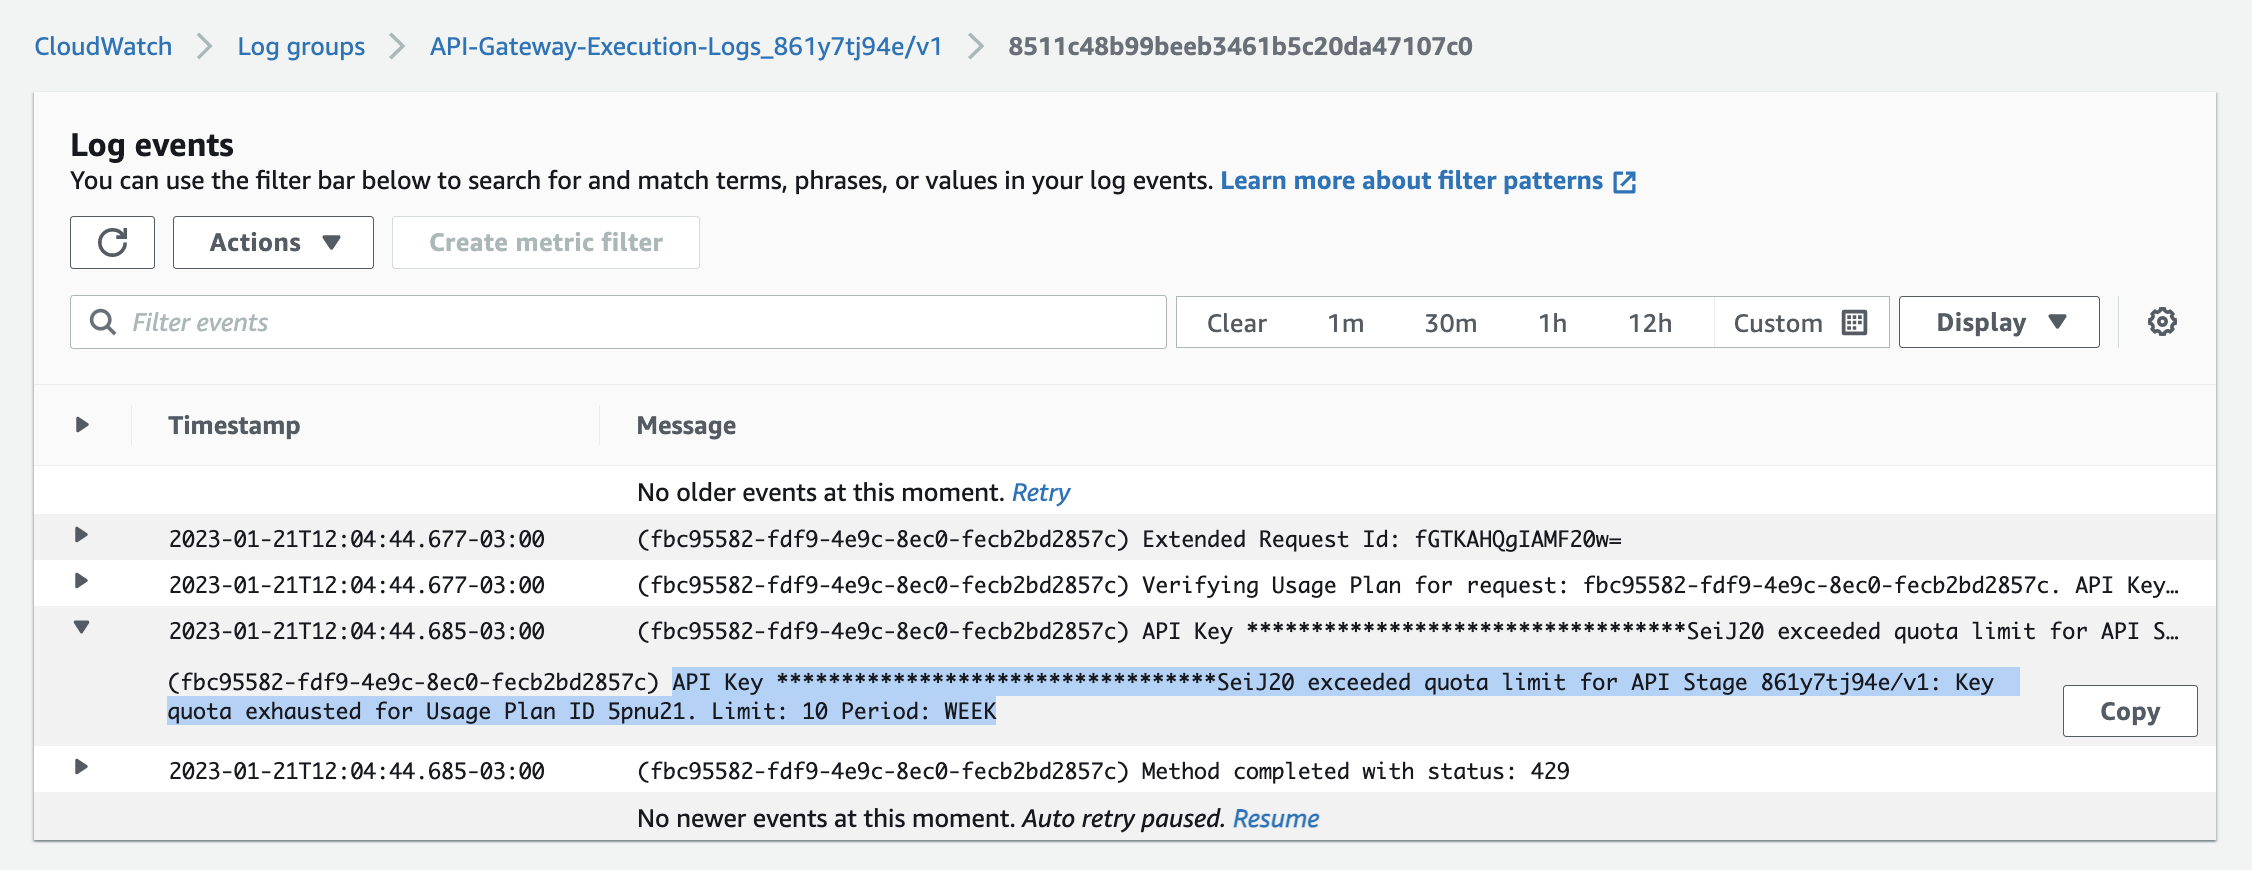 CloudWatch > Log groups > API-Gateway-Execution-Logs_861y7tj94e/v1 > 8511c48b99beeb3461b5c20da47107c0
Log events
You can use the filter bar below to search for and match terms, phrases, or values in your log events. Learn more about filter patterns
Actions Create metric filter
Filter events Clear 1m 30m 1h 12h Custom Display
Timestamp Message
No older events at this moment. Retry
2023-01-21T12:04:44.677-03:00 (fbc95582-fdf9-4e9c-8ec0-fecb2bd2857c) Extended Request Id: fGTKAHQgIAMF20w=
2023-01-21T12:04:44.677-03:00 (fbc95582-fdf9-4e9c-8ec0-fecb2bd2857c) Verifying Usage Plan for request: fbc95582-fdf9-4e9c-8ec0-fecb2bd2857c. API Key…
2023-01-21T12:04:44.685-03:00 (fbc95582-fdf9-4e9c-8ec0-fecb2bd2857c) API Key **********************************SeiJ20 exceeded quota limit for API S…
(fbc95582-fdf9-4e9c-8ec0-fecb2bd2857c) API Key **********************************SeiJ20 exceeded quota limit for API Stage 861y7tj94e/v1: Key
quota exhausted for Usage Plan ID 5pnu21. Limit: 10 Period: WEEK
Copy
2023-01-21T12:04:44.685-03:00 (fbc95582-fdf9-4e9c-8ec0-fecb2bd2857c) Method completed with status: 429
No newer events at this moment. Auto retry paused. Resume